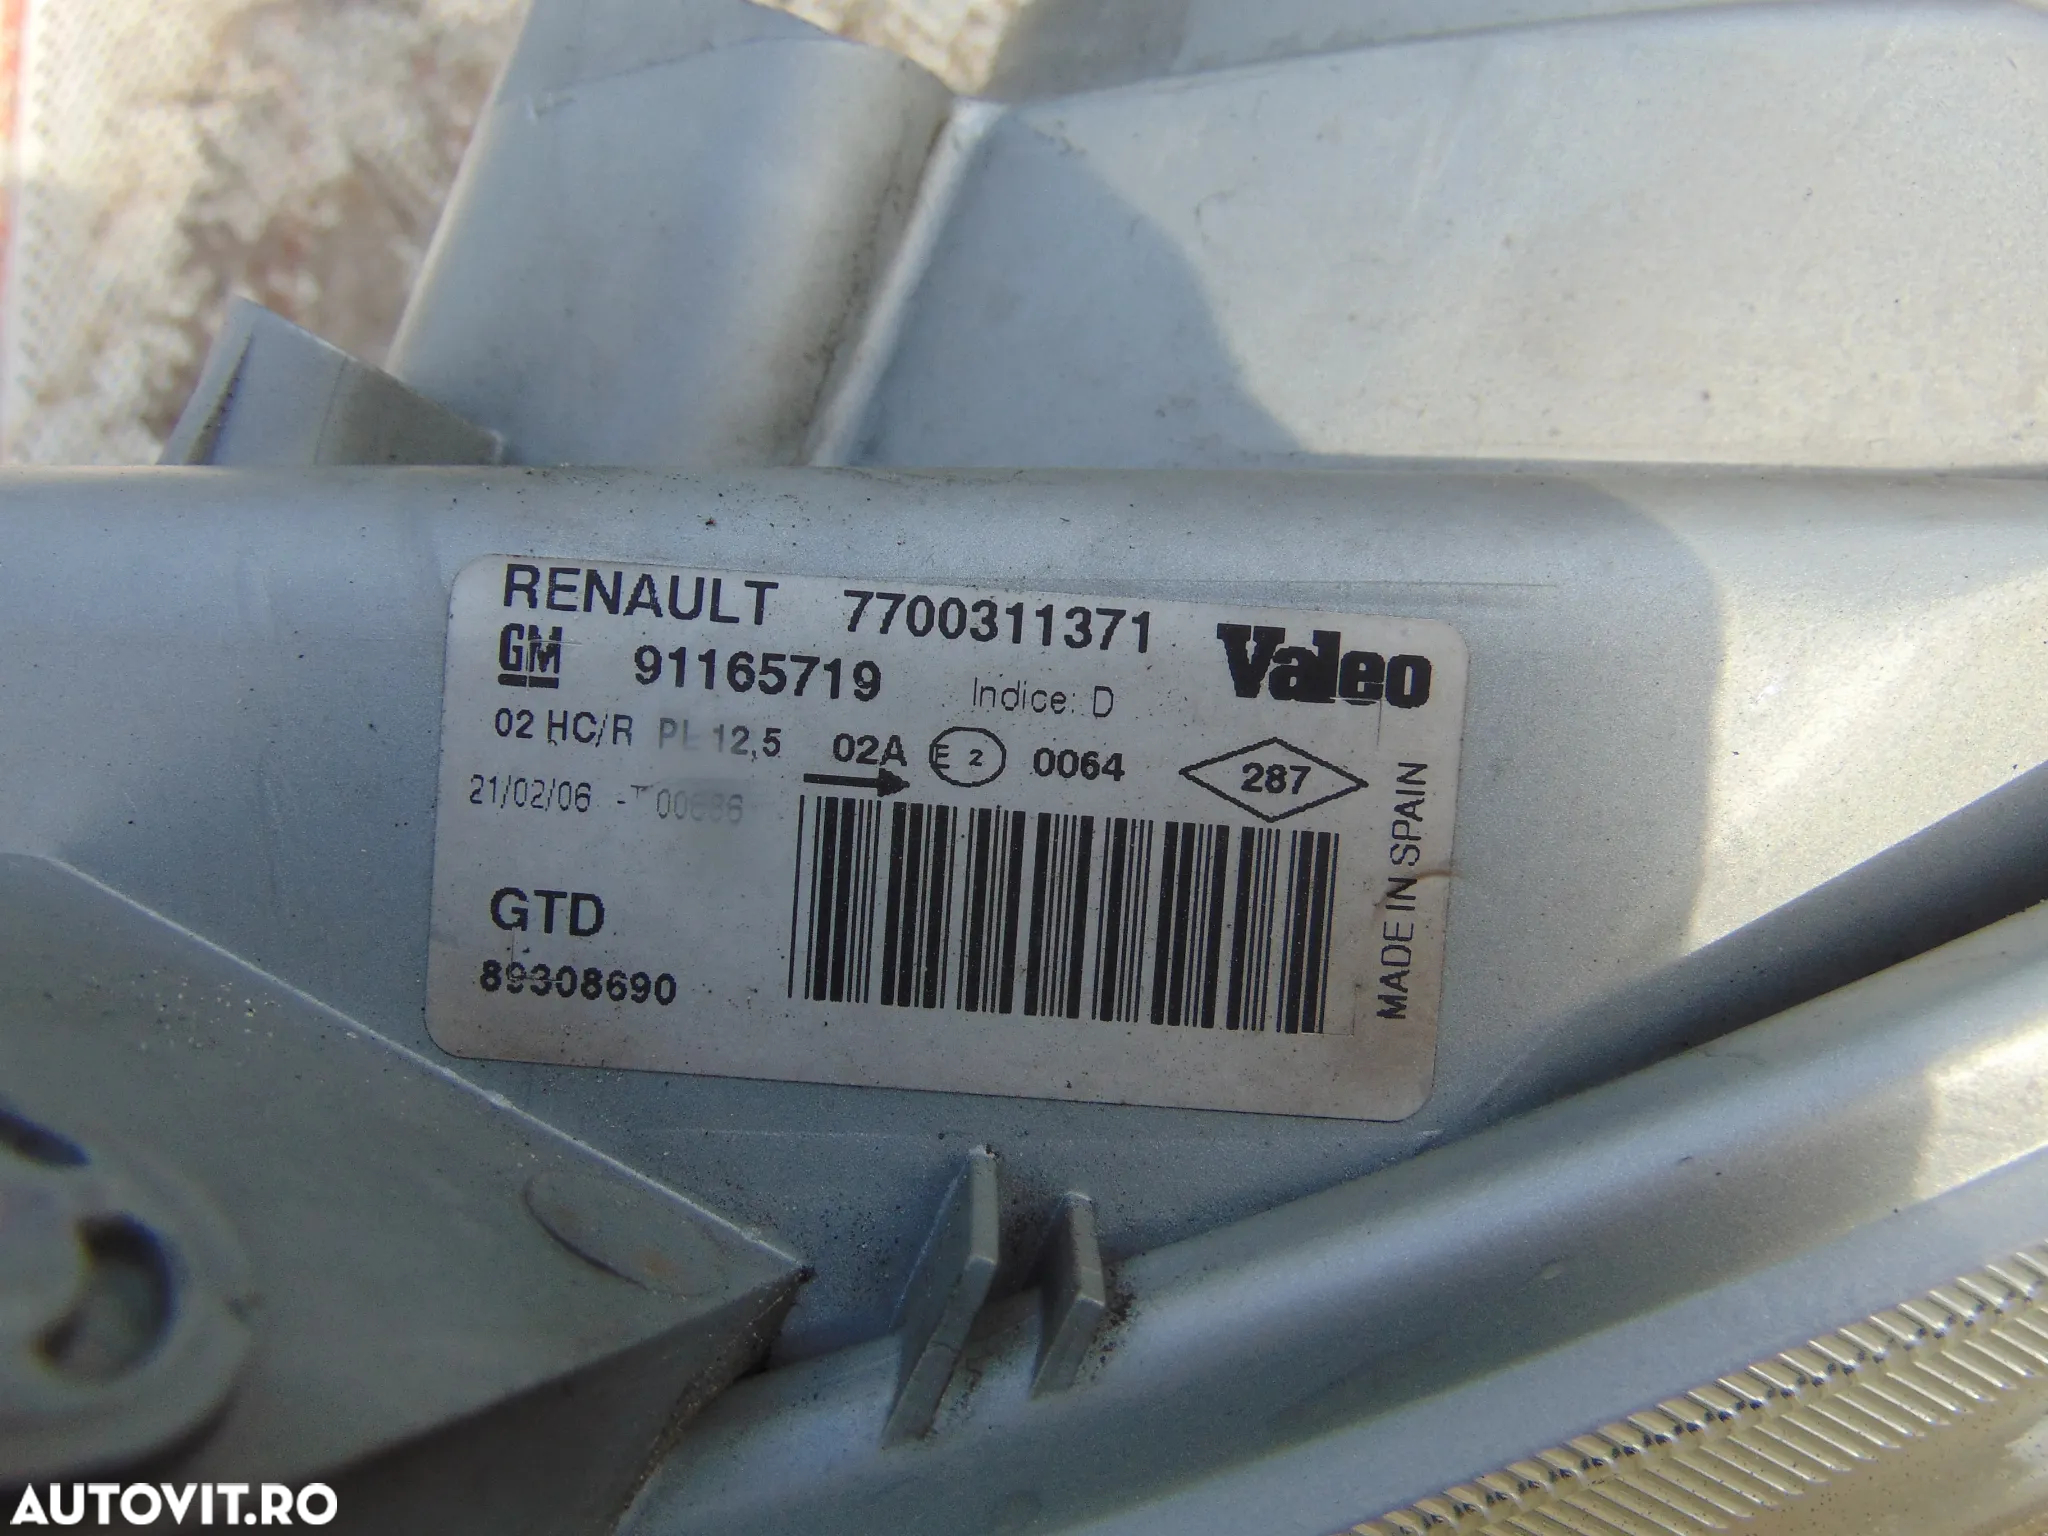 RENAULT 7700311371
GM 91165719 Indice: D Valeo
02 HC/R PL 12,5 02A E 2 0064 287
21/02/06
GTD
89308690
MADE IN SPAIN
AUTOVIT.RO